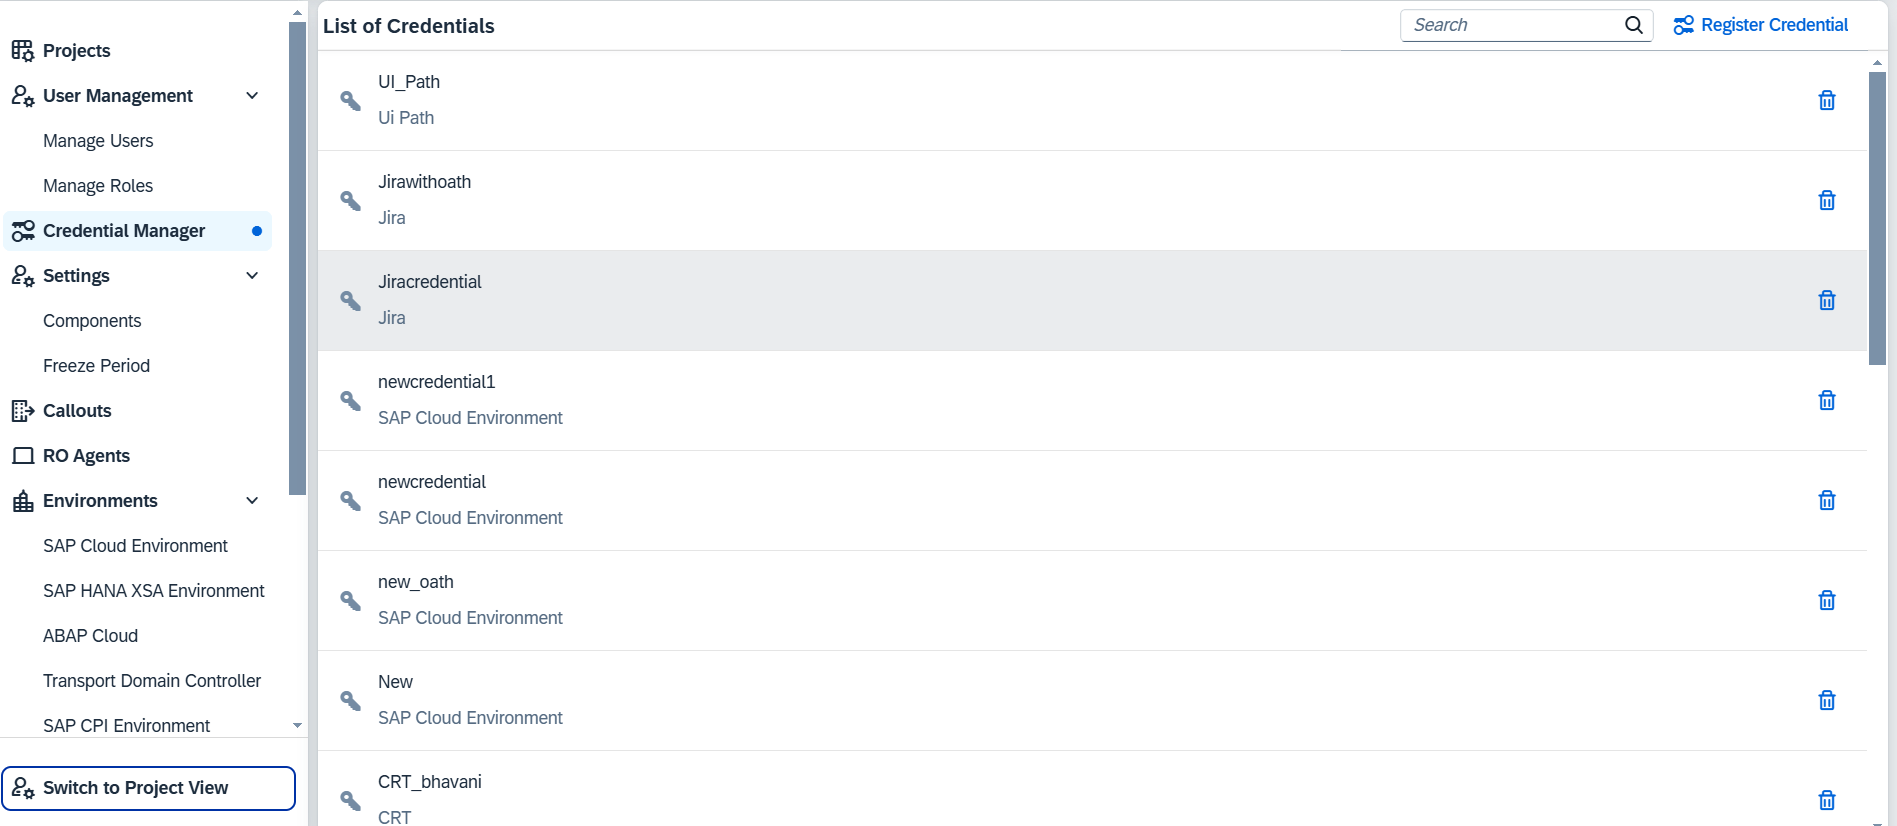 Projects
User Management
Manage Users
Manage Roles
Credential Manager
Settings
Components
Freeze Period
Callouts
RO Agents
Environments
SAP Cloud Environment
SAP HANA XSA Environment
ABAP Cloud
Transport Domain Controller
SAP CPI Environment
Switch to Project View
List of Credentials
Search
Register Credential
UI_Path
Ui Path
Jirawithoath
Jira
Jiracredential
Jira
newcredential1
SAP Cloud Environment
newcredential
SAP Cloud Environment
new_oath
SAP Cloud Environment
New
SAP Cloud Environment
CRT_bhavani
CRT